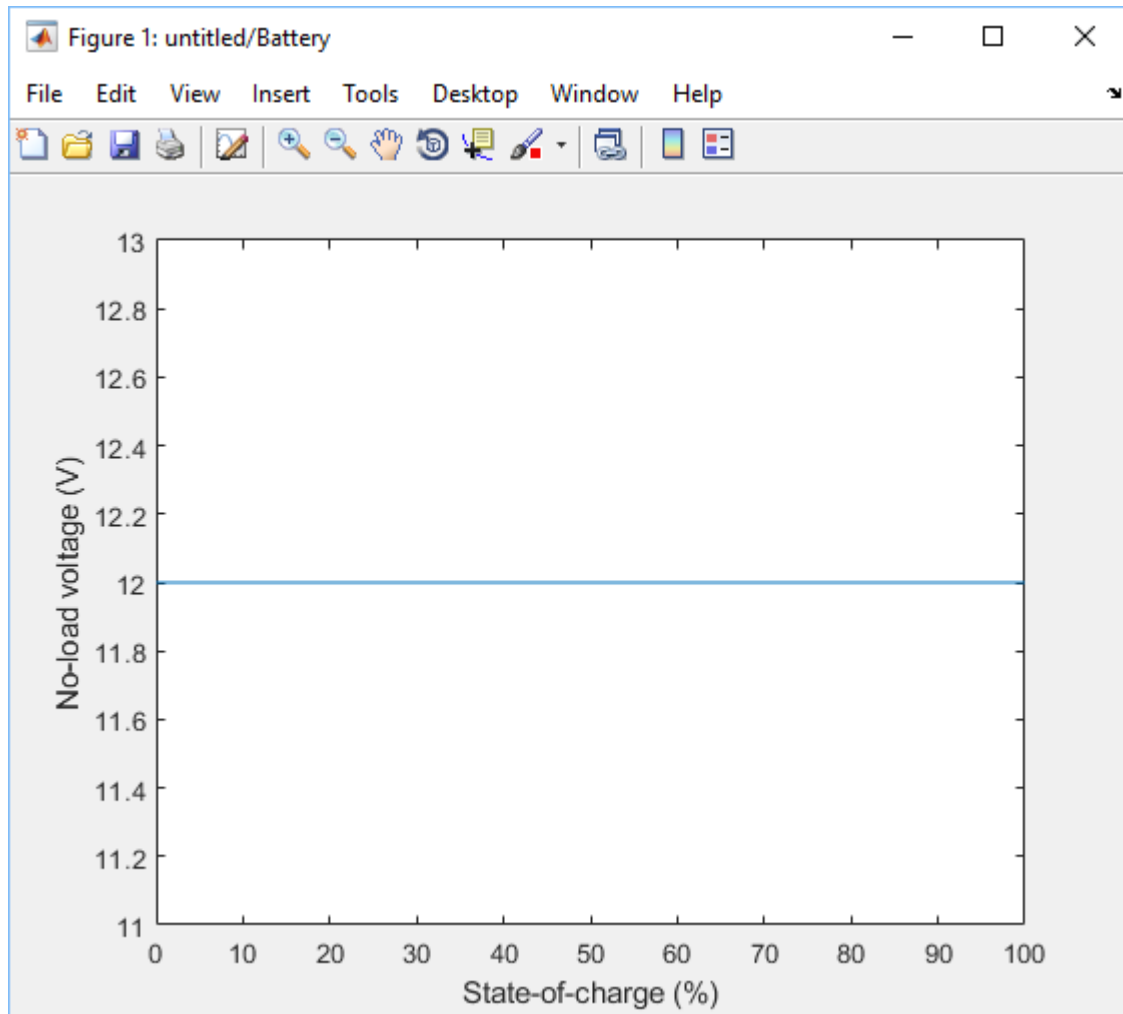 Figure 1: untitled/Battery
File Edit View Insert Tools Desktop Window Help
13
12.8
12.6
12.4
12.2
12
11.8
11.6
11.4
11.2
11
No-load voltage (V)
0 10 20 30 40 50 60 70 80 90 100
State-of-charge (%)